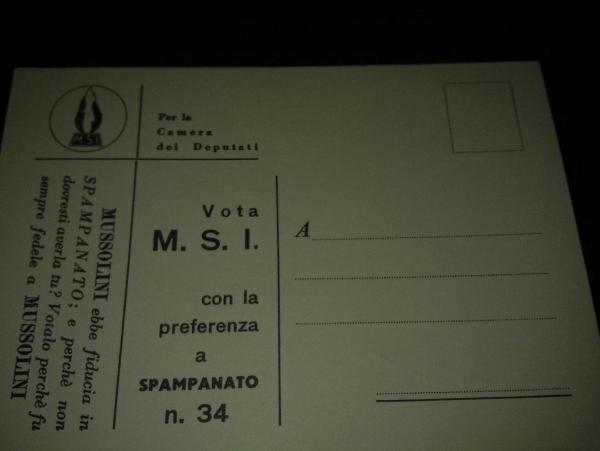 M.S.I.
Per la
Camera
dei Deputati
MUSSOLINI ebbe fiducia in
SPAMPANATO; e perchè non
dovresti averla tu? Votalo perchè fu
sempre fedele a MUSSOLINI
Vota
M. S. I.
con la
preferenza
a
SPAMPANATO
n. 34
A